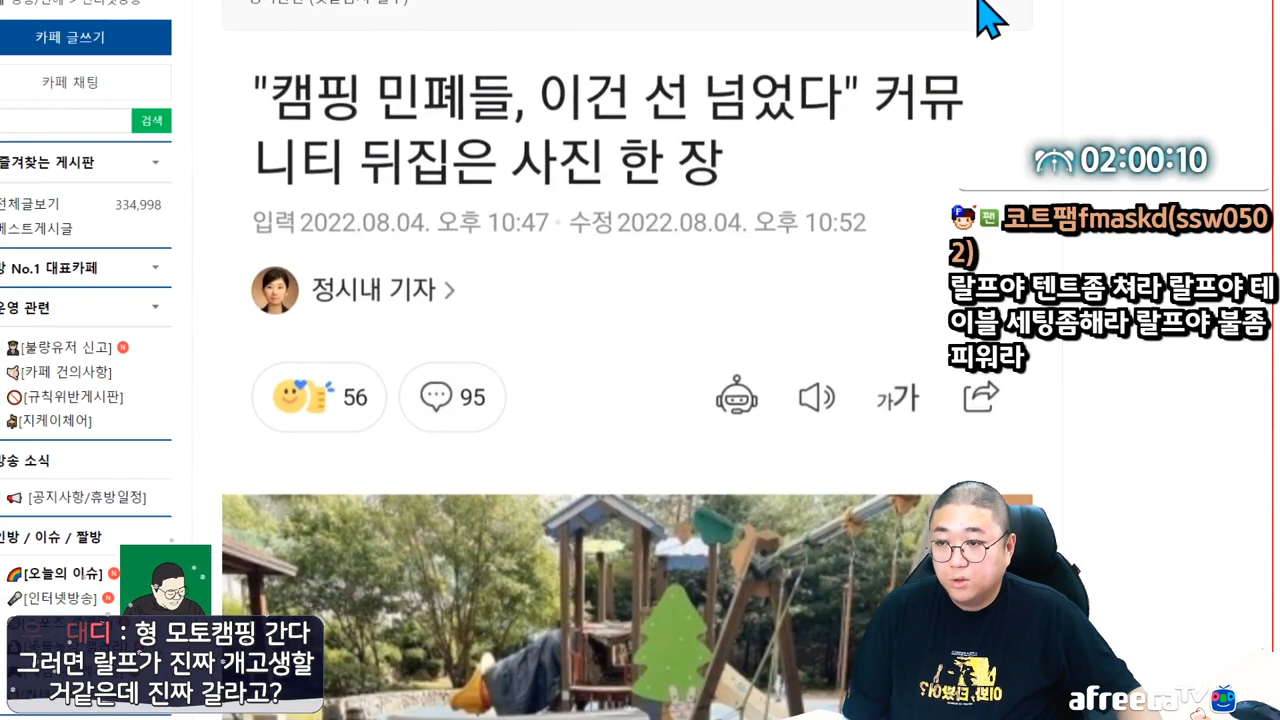 카페 글쓰기
카페 채팅
검색
즐겨찾는 게시판
전체글보기 334,998
베스트게시글
방 No.1 대표카페
운영 관련
[불량유저 신고] N
[카페 건의사항]
[규칙위반게시판]
[지케이체어]
방송 소식
[공지사항/휴방일정]
인방 / 이슈 / 짤방
[오늘의 이슈] N
[인터넷방송] N
"캠핑 민폐들, 이건 선 넘었다" 커뮤
니티 뒤집은 사진 한 장
입력 2022.08.04. 오후 10:47 · 수정 2022.08.04. 오후 10:52
정시내 기자 >
56
95
가가
02:00:10
팬 코트팸fmaskd(ssw050
2)
랄프야 텐트좀 쳐라 랄프야 테
이블 세팅좀해라 랄프야 불좀
피워라
대디 : 형 모토캠핑 간다
그러면 랄프가 진짜 개고생할
거같은데 진짜 갈라고?
afreecaTV